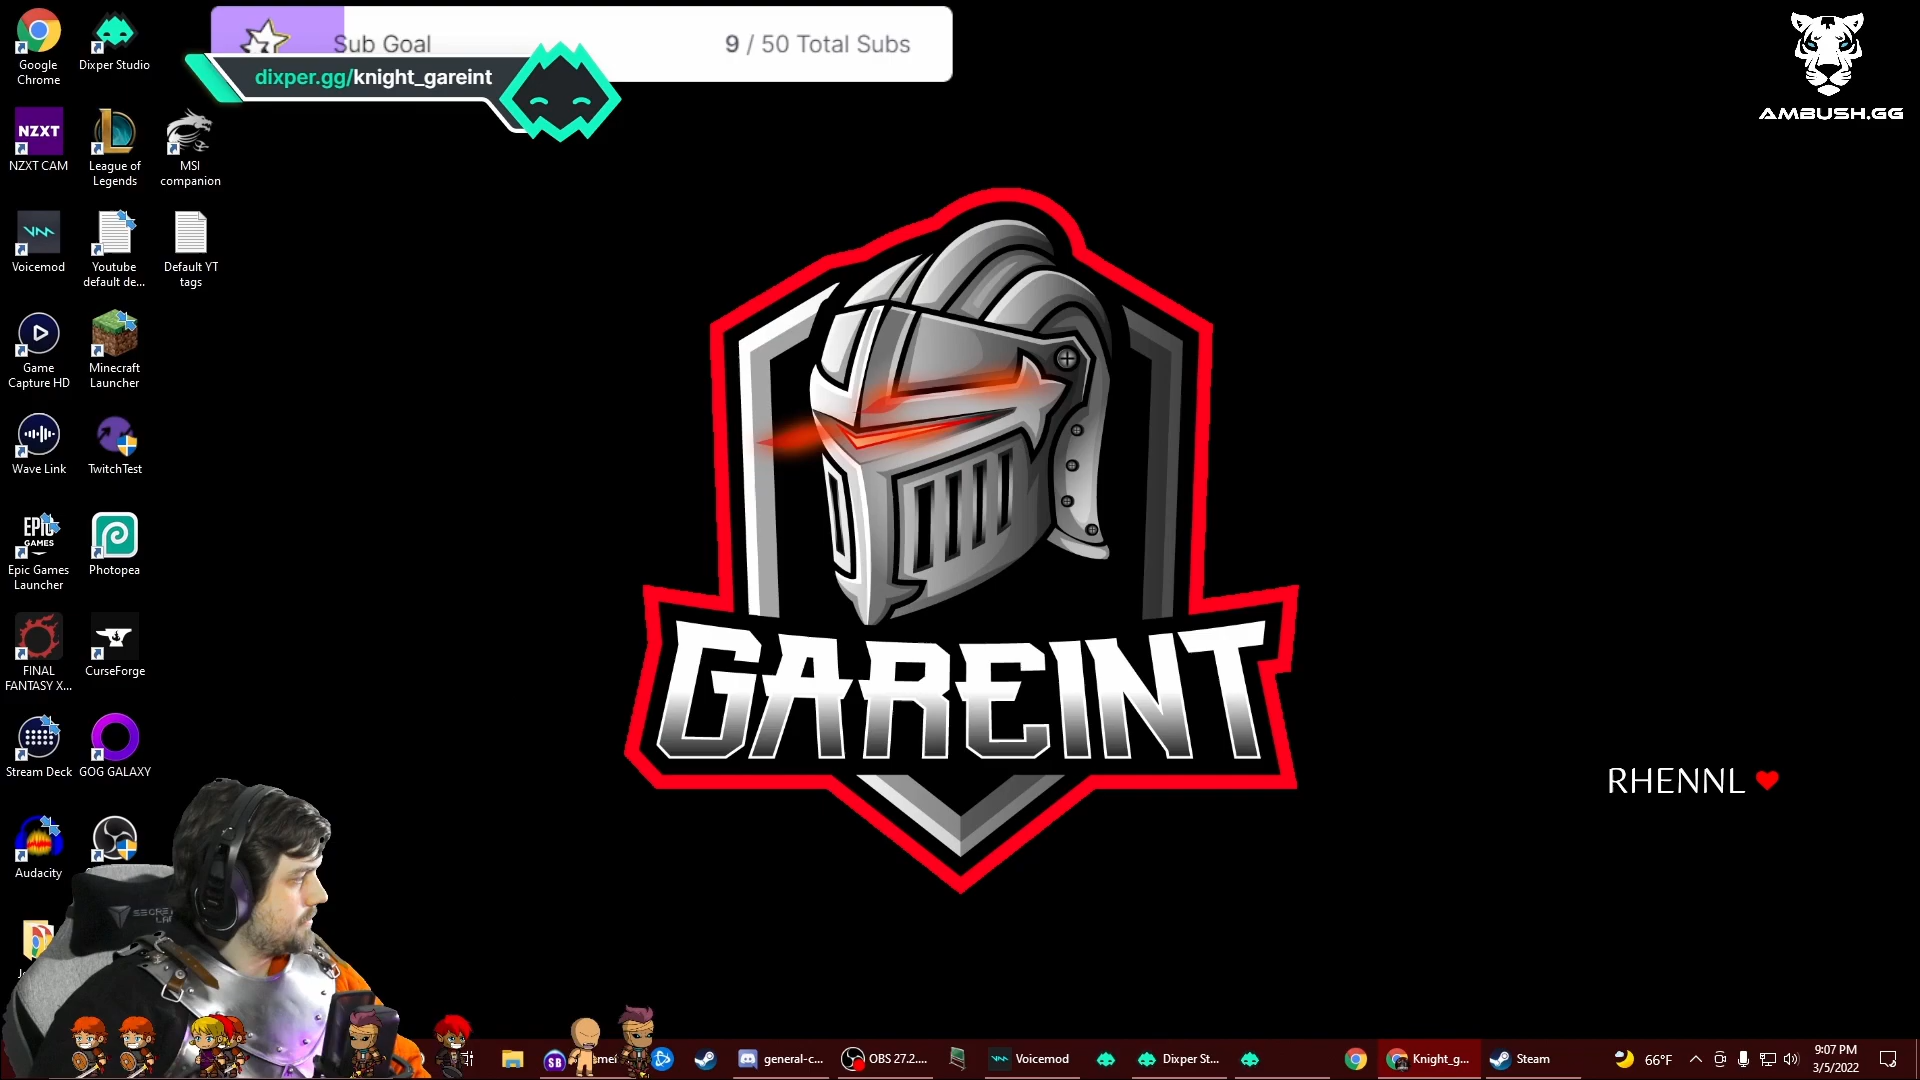 Sub Goal
9 / 50 Total Subs
dixper.gg/knight_gareint
AMBUSH.GG
Google
Chrome
Dixper Studio
NZXT
NZXT CAM
League of
Legends
MSI
companion
Voicemod
Youtube
default de...
Default YT
tags
Game
Capture HD
Minecraft
Launcher
Wave Link
TwitchTest
EPIC
GAMES
Epic Games
Launcher
Photopea
FINAL
FANTASY X...
CurseForge
Stream Deck
GOG GALAXY
Audacity
GAREINT
RHENNL
SB
general-c...
OBS 27.2....
Voicemod
Dixper St...
Knight_g...
Steam
66°F
9:07 PM
3/5/2022